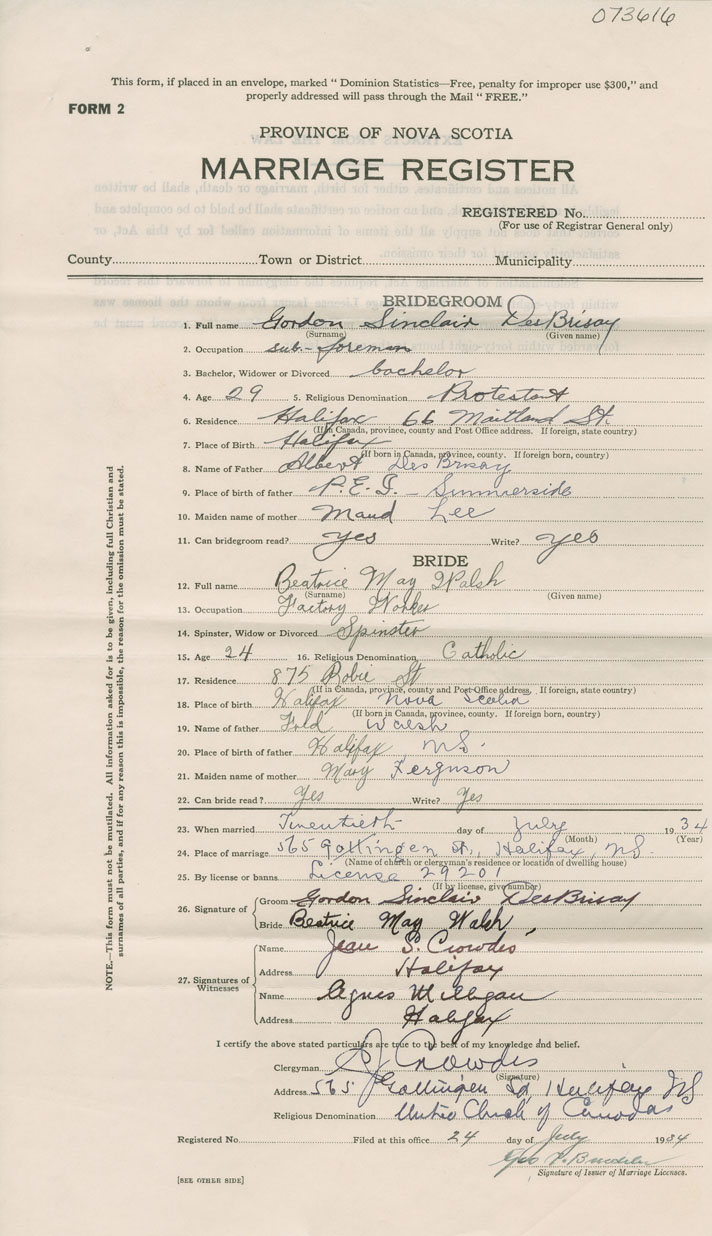 073616
This form, if placed in an envelope, marked " Dominion Statistics—Free, penalty for improper use $300," and
properly addressed will pass through the Mail " FREE."
FORM 2
PROVINCE OF NOVA SCOTIA
MARRIAGE REGISTER
REGISTERED No.
(For use of Registrar General only)
County Town or District Municipality
BRIDEGROOM
1. Full name Gordon Sinclair DesBrisay
(Surname) (Given name)
2. Occupation sub-foreman
3. Bachelor, Widower or Divorced bachelor
4. Age 29 5. Religious Denomination Protestant
6. Residence Halifax 66 Maitland St.
(If in Canada, province, county and Post Office address. If foreign, state country)
7. Place of Birth Halifax
(If born in Canada, province, county. If foreign born, country)
8. Name of Father Albert DesBrisay
9. Place of birth of father P.E.I. - Summerside
10. Maiden name of mother Maud Lee
11. Can bridegroom read? yes Write? yes
BRIDE
12. Full name Beatrice May Walsh
(Surname) (Given name)
13. Occupation Factory Worker
14. Spinster, Widow or Divorced Spinster
15. Age 24 16. Religious Denomination Catholic
17. Residence 875 Robie St
(If in Canada, province, county and Post Office address. If foreign, state country)
18. Place of birth Halifax Nova Scotia
(If born in Canada, province, county. If foreign born, country)
19. Name of father Walsh
20. Place of birth of father Halifax NS.
21. Maiden name of mother Mary Ferguson
22. Can bride read? Yes Write? Yes
23. When married Twentieth day of July 1934
(Month) (Year)
24. Place of marriage 565 Gottingen St., Halifax, NS.
(Name of church or clergyman's residence or location of dwelling house)
25. By license or banns License 29201
(If by license, give number)
26. Signature of Groom Gordon Sinclair DesBrisay
Bride Beatrice May Walsh
27. Signatures of Witnesses
Name Jean S. Crowdis
Address Halifax
Name Agnes Milligan
Address Halifax
I certify the above stated particulars are true to the best of my knowledge and belief.
Clergyman Crowdis
(Signature)
Address 565 Gottingen St, Halifax NS
Religious Denomination United Church of Canada
Registered No. Filed at this office 24 day of July 1934
Signature of Issuer of Marriage Licenses.
[SEE OTHER SIDE]
NOTE.—This form must not be mutilated. All information asked for is to be given, including full Christian and
surnames of all parties, and if for any reason this is impossible, the reason for the omission must be stated.